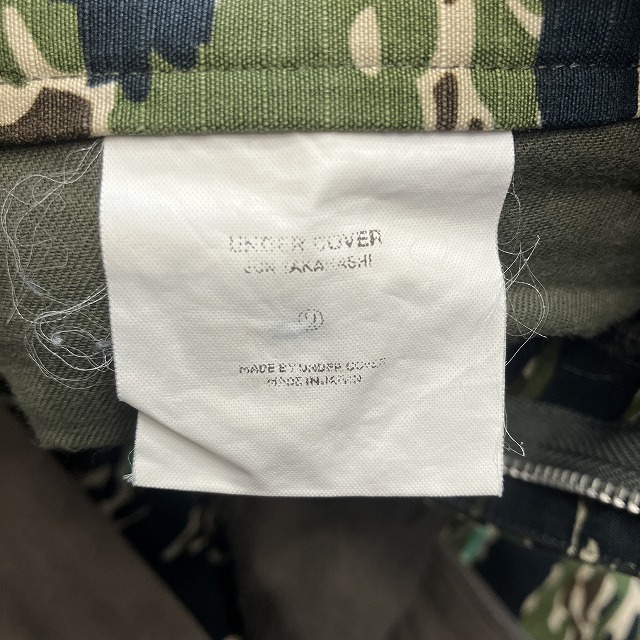 UNDER COVER
JUN TAKAHASHI
②
MADE BY UNDER COVER
MADE IN JAPAN